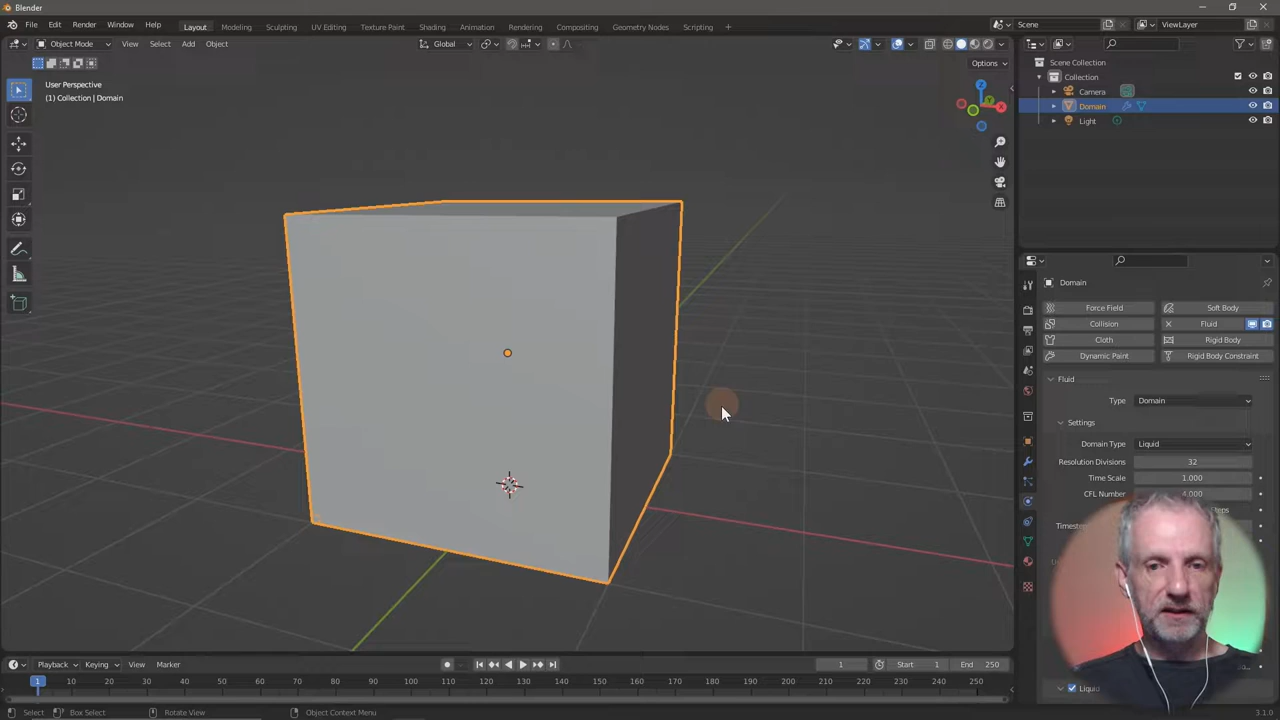 Blender
File Edit Render Window Help
Layout Modeling Sculpting UV Editing Texture Paint Shading Animation Rendering Compositing Geometry Nodes Scripting +
Scene
ViewLayer
Object Mode View Select Add Object
Global
Options
User Perspective
(1) Collection | Domain
Z
Y
X
Scene Collection
Collection
Camera
Domain
Light
Domain
Force Field
Soft Body
Collision
Fluid
Cloth
Rigid Body
Dynamic Paint
Rigid Body Constraint
Fluid
Type Domain
Settings
Domain Type Liquid
Resolution Divisions 32
Time Scale 1.000
CFL Number 4.000
Liquid
Playback Keying View Marker
1
Start 1 End 250
1 10 20 30 40 50 60 70 80 90 100 110 120 130 140 150 160 170 180 190 200 210 220 230 240 250
Select Box Select Rotate View Object Context Menu
3.1.0